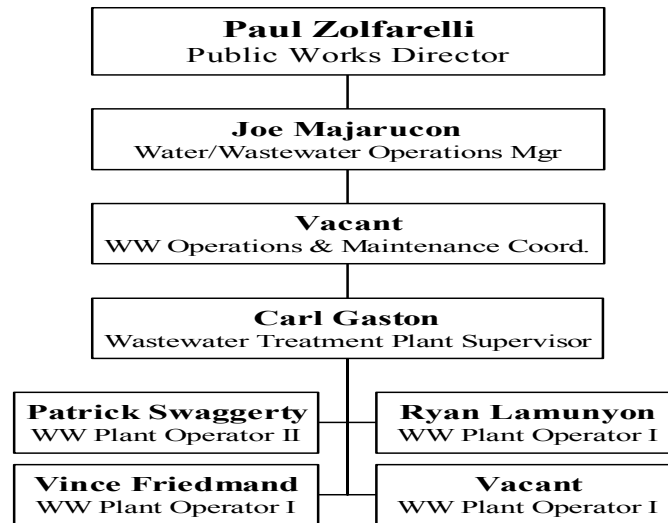 Paul Zolfarelli
Public Works Director
Joe Majarucon
Water/Wastewater Operations Mgr
Vacant
WW Operations & Maintenance Coord.
Carl Gaston
Wastewater Treatment Plant Supervisor
Patrick Swaggerty
WW Plant Operator II
Ryan Lamunyon
WW Plant Operator I
Vince Friedmand
WW Plant Operator I
Vacant
WW Plant Operator I